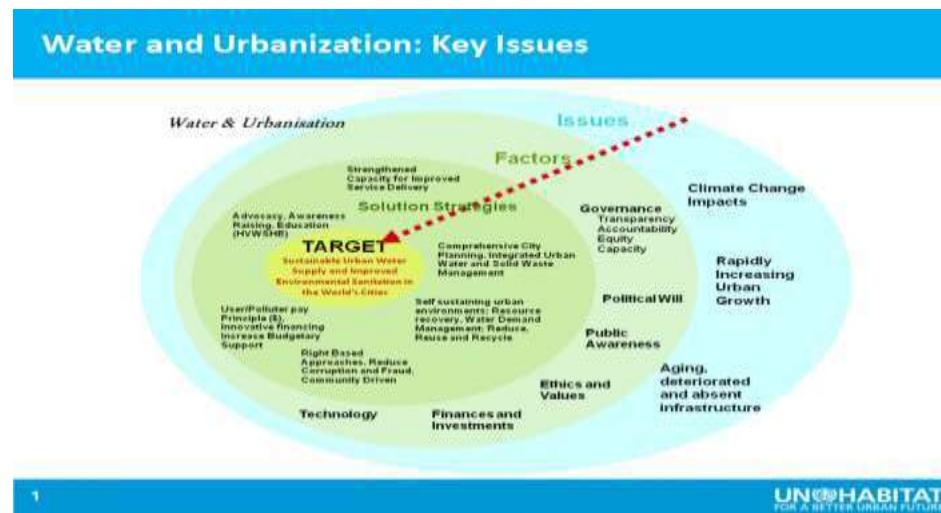 Water and Urbanization: Key Issues
Water & Urbanisation
Issues
Factors
Strengthened
Capacity for Improved
Service Delivery
Solution Strategies
Advocacy, Awareness
Raising, Education
(HVWSHE)
TARGET
Sustainable Urban Water
Supply and Improved
Environmental Sanitation in
the World's Cities
Comprehensive City
Planning, Integrated Urban
Water and Solid Waste
Management
User/Polluter pay
Principle ($),
Innovative financing
Increase Budgetary
Support
Self sustaining urban
environments: Resource
recovery, Water Demand
Management; Reduce,
Reuse and Recycle
Right Based
Approaches, Reduce
Corruption and Fraud,
Community Driven
Governance
Transparency
Accountability
Equity
Capacity
Political Will
Public
Awareness
Ethics and
Values
Finances and
Investments
Technology
Climate Change
Impacts
Rapidly
Increasing
Urban
Growth
Aging,
deteriorated
and absent
infrastructure
1
UN HABITAT
FOR A BETTER URBAN FUTURE